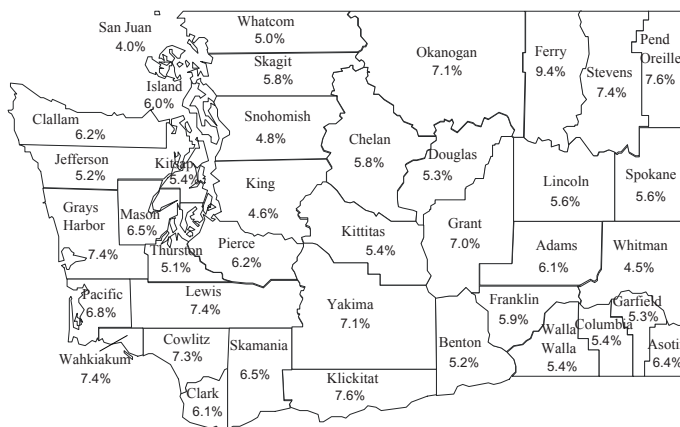 San Juan
4.0%
Whatcom
5.0%
Skagit
5.8%
Island
6.0%
Okanogan
7.1%
Ferry
9.4%
Stevens
7.4%
Pend
Oreille
7.6%
Clallam
6.2%
Snohomish
4.8%
Chelan
5.8%
Douglas
5.3%
Jefferson
5.2%
Kitsap
5.4%
King
4.6%
Lincoln
5.6%
Spokane
5.6%
Grays
Harbor
7.4%
Mason
6.5%
Thurston
5.1%
Pierce
6.2%
Kittitas
5.4%
Grant
7.0%
Adams
6.1%
Whitman
4.5%
Pacific
6.8%
Lewis
7.4%
Yakima
7.1%
Franklin
5.9%
Garfield
5.3%
Wahkiakum
7.4%
Cowlitz
7.3%
Skamania
6.5%
Benton
5.2%
Walla
Walla
5.4%
Columbia
5.4%
Asotin
6.4%
Clark
6.1%
Klickitat
7.6%